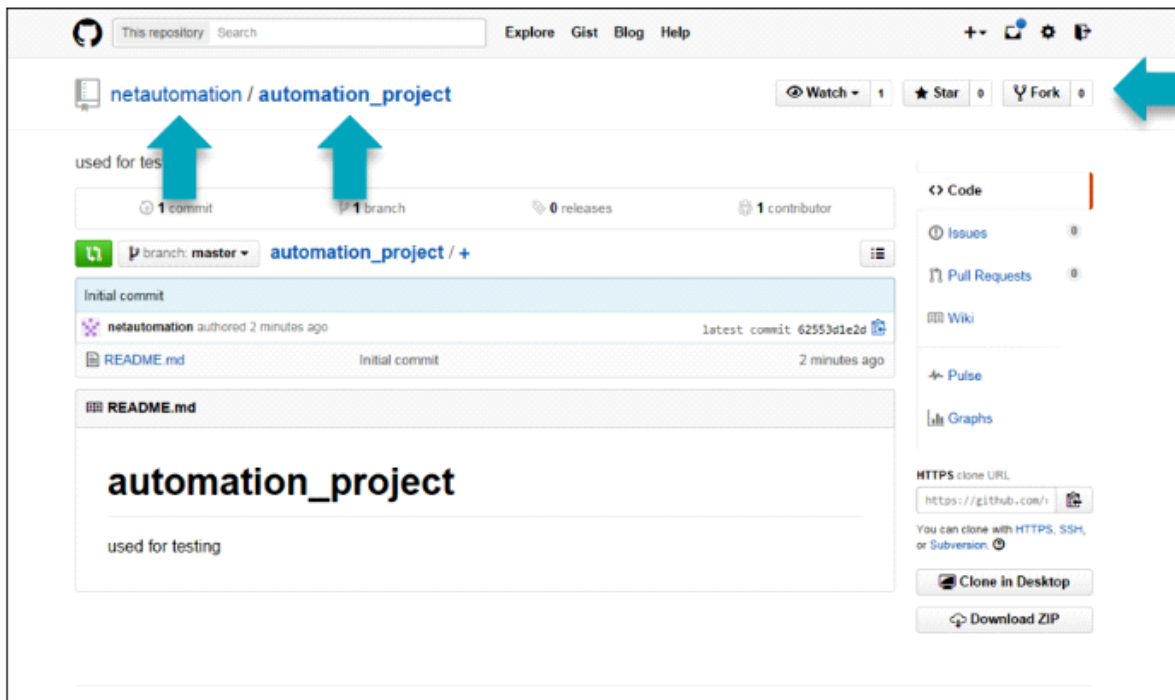 This repository Search Explore Gist Blog Help
netautomation / automation_project Watch 1 Star 0 Fork 0
used for tes
1 commit 1 branch 0 releases 1 contributor
branch: master automation_project / +
Initial commit
netautomation authored 2 minutes ago latest commit 62553d1e2d
README.md Initial commit 2 minutes ago
README.md
automation_project
used for testing
Code
Issues 0
Pull Requests 0
Wiki
Pulse
Graphs
HTTPS clone URL
https://github.com/
You can clone with HTTPS, SSH,
or Subversion.
Clone in Desktop
Download ZIP